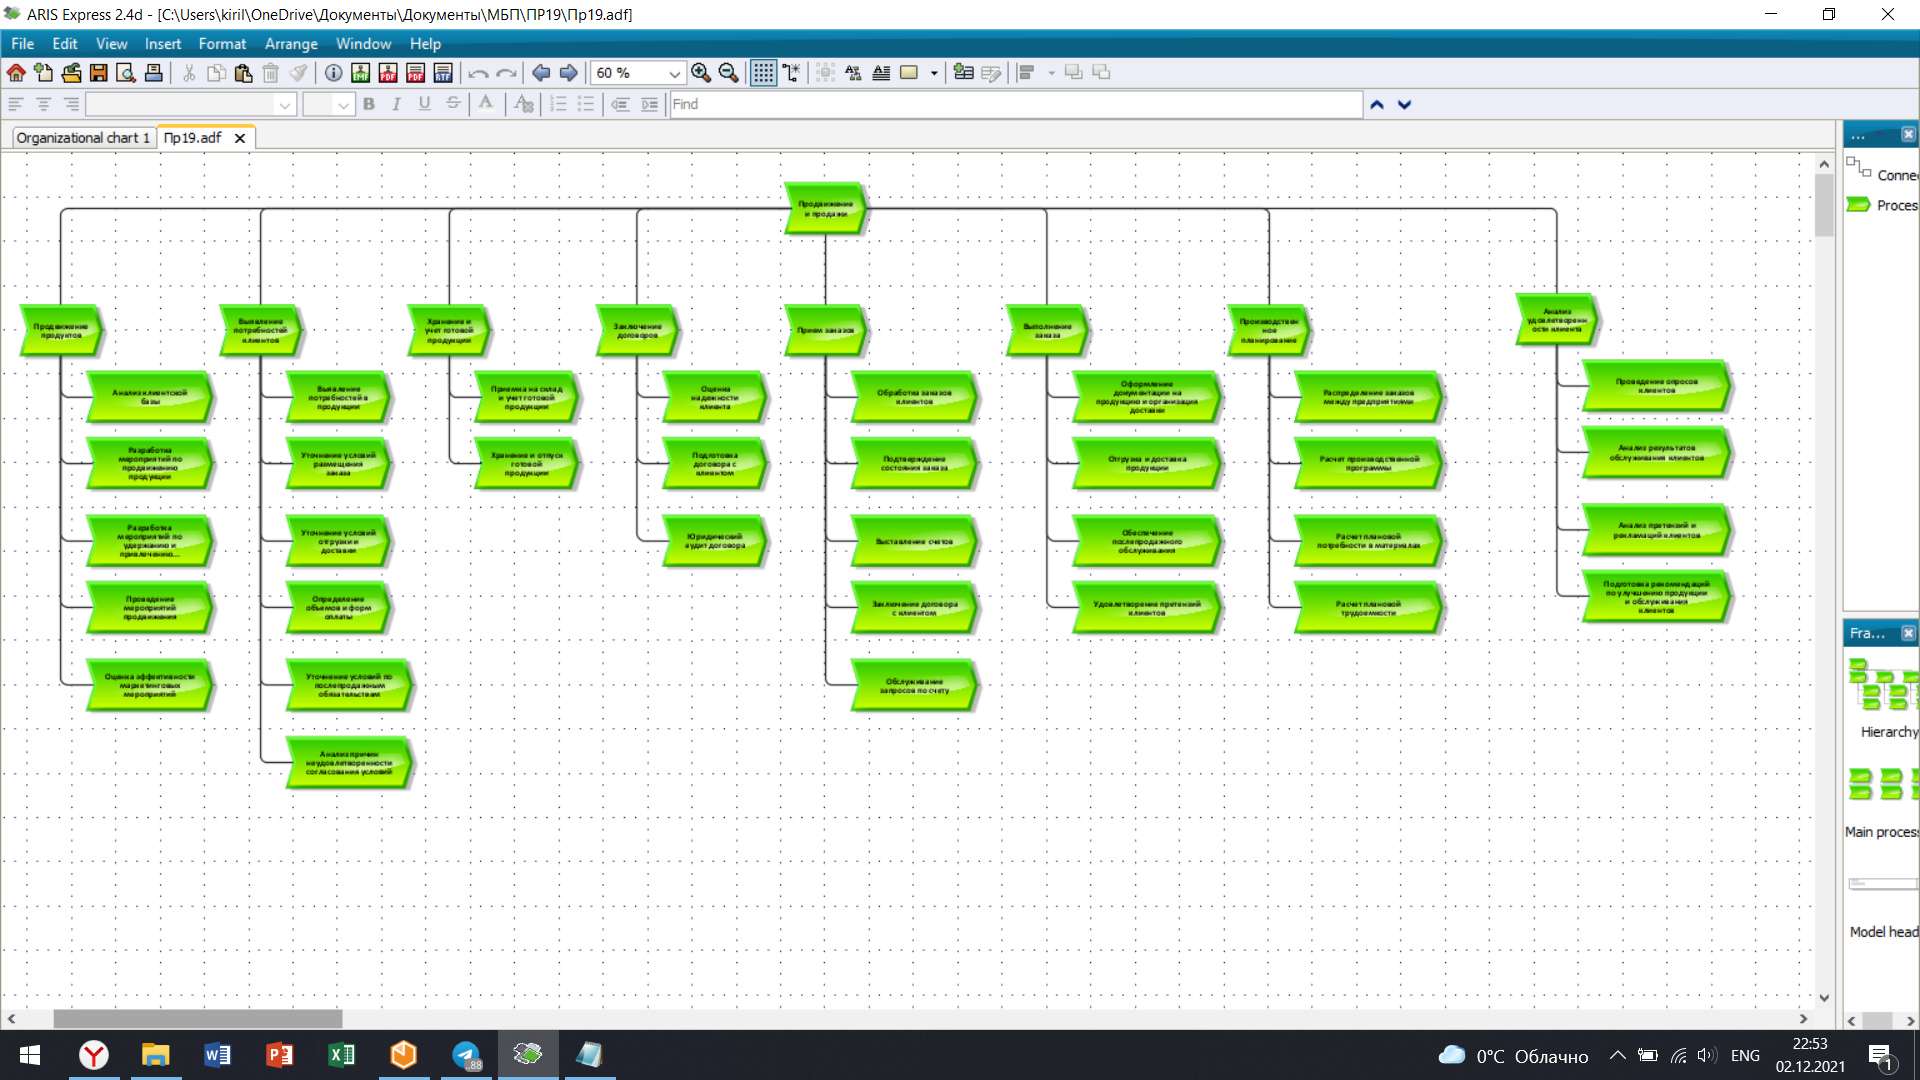 ARIS Express 2.4d - [C:\Users\kiril\OneDrive\Документы\Документы\МБП\ПР19\Пр19.adf]
File Edit View Insert Format Arrange Window Help
60 %
Find
Organizational chart 1
Пр19.adf
Продвижение
и продажи
Продвижение
продуктов
Выявление
потребностей
клиентов
Хранение и
учет готовой
продукции
Заключение
договоров
Прием заказов
Выполнение
заказа
Производствен
ное
планирование
Анализ
удовлетворенн
ости клиента
Анализ клиентской
базы
Разработка
мероприятий по
продвижению
продукции
Разработка
мероприятий по
удержанию и
привлечению...
Проведение
мероприятий
продвижения
Оценка эффективности
маркетинговых
мероприятий
Выявление
потребностей в
продукции
Уточнение условий
размещения
заказа
Уточнение условий
отгрузки и
доставки
Определение
объемов и форм
оплаты
Уточнение условий по
послепродажным
обязательствам
Анализ причин
неудовлетворенности
согласования условий
Приемка на склад
и учет готовой
продукции
Хранение и отпуск
готовой
продукции
Оценка
надежности
клиента
Подготовка
договора с
клиентом
Юридический
аудит договора
Обработка заказов
клиентов
Подтверждение
состояния заказа
Выставление счетов
Заключение договора
с клиентом
Обслуживание
запросов по счету
Оформление
документации на
продукцию и организация
доставки
Отгрузка и доставка
продукции
Обеспечение
послепродажного
обслуживания
Удовлетворение претензий
клиентов
Распределение заказов
между предприятиями
Расчет производственной
программы
Расчет плановой
потребности в материалах
Расчет плановой
трудоемкости
Проведение опросов
клиентов
Анализ результатов
обслуживания клиентов
Анализ претензий и
рекламаций клиентов
Подготовка рекомендаций
по улучшению продукции
и обслуживания
клиентов
...
Connec
Proces
Fra...
Hierarchy
Main process
Model head
..88
0°C Облачно
ENG
22:53
02.12.2021
1